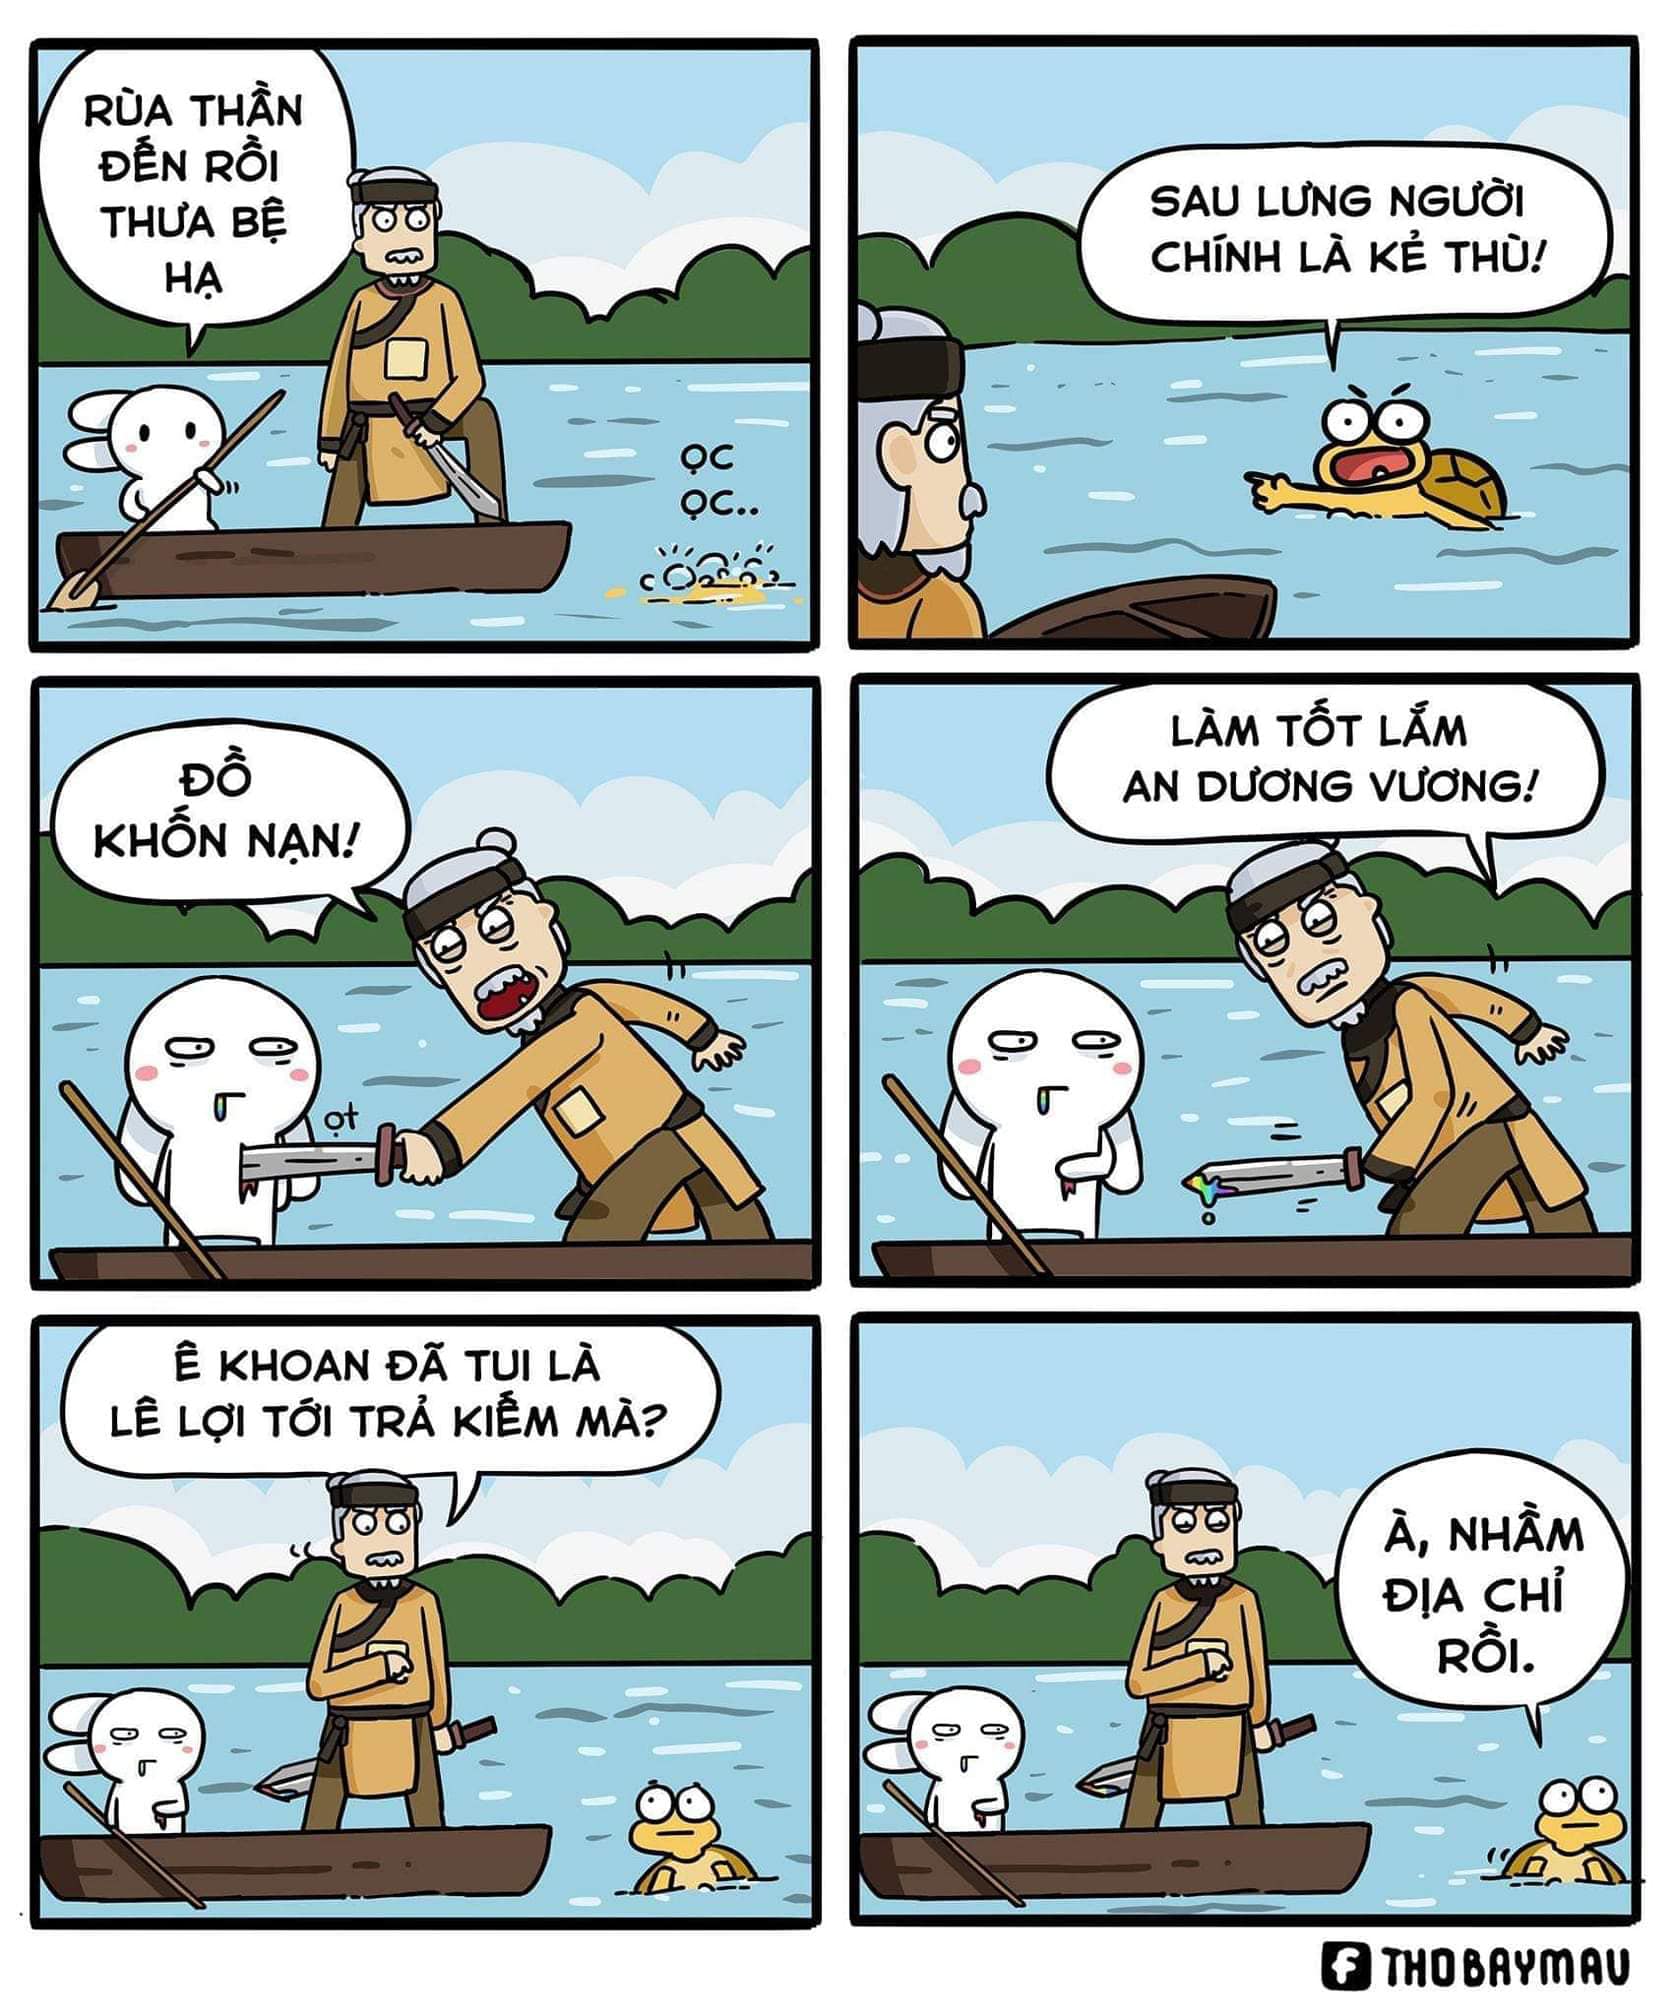 RÙA THẦN
ĐẾN RỒI
THƯA BỆ
HẠ
ỌC
ỌC..
SAU LƯNG NGƯỜI
CHÍNH LÀ KẺ THÙ!
ĐỒ
KHỐN NẠN!
ọt
LÀM TỐT LẮM
AN DƯƠNG VƯƠNG!
Ê KHOAN ĐÃ TUI LÀ
LÊ LỢI TỚI TRẢ KIẾM MÀ?
À, NHẦM
ĐỊA CHỈ
RỒI.
f THOBAYMAU